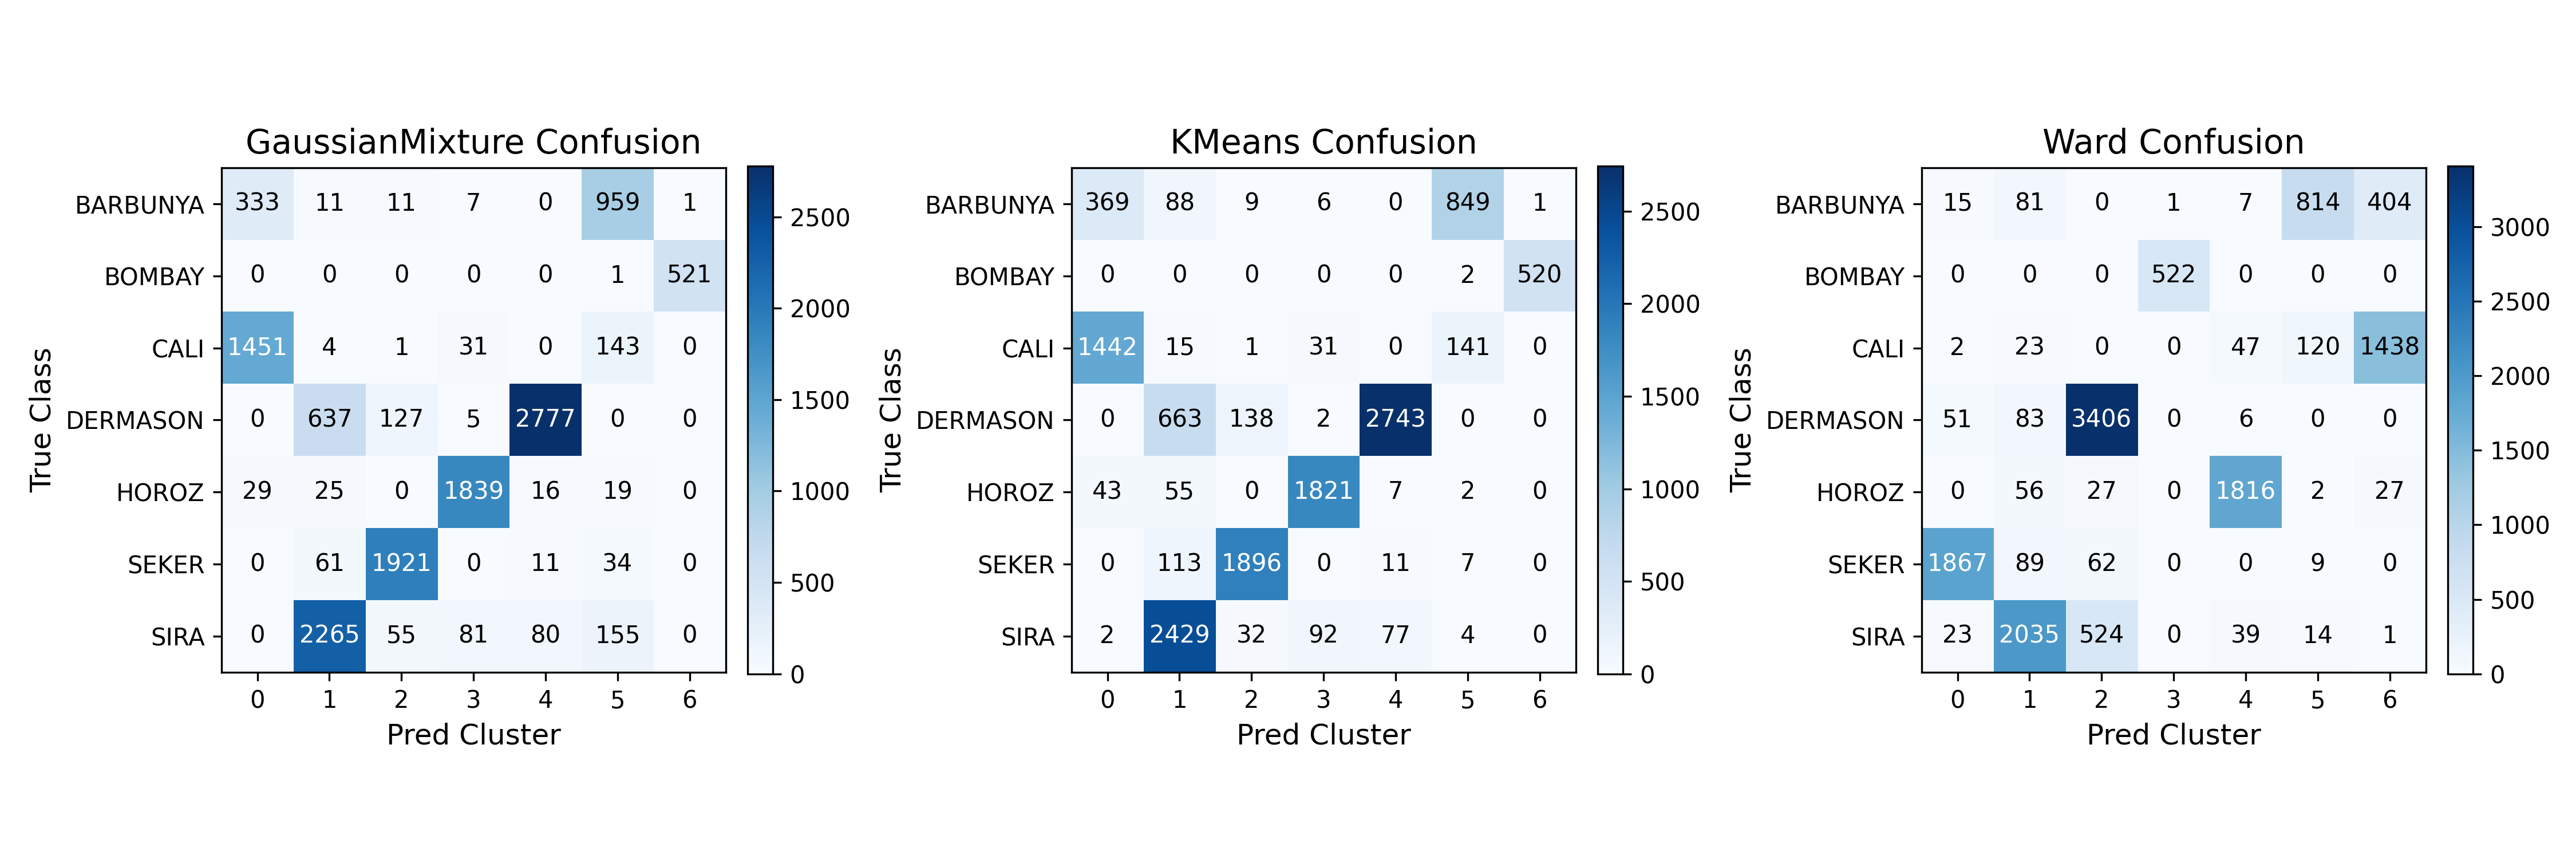 GaussianMixture Confusion
True Class
BARBUNYA 333 11 11 7 0 959 1
BOMBAY 0 0 0 0 0 1 521
CALI 1451 4 1 31 0 143 0
DERMASON 0 637 127 5 2777 0 0
HOROZ 29 25 0 1839 16 19 0
SEKER 0 61 1921 0 11 34 0
SIRA 0 2265 55 81 80 155 0
0 1 2 3 4 5 6
Pred Cluster
2500
2000
1500
1000
500
0
KMeans Confusion
True Class
BARBUNYA 369 88 9 6 0 849 1
BOMBAY 0 0 0 0 0 2 520
CALI 1442 15 1 31 0 141 0
DERMASON 0 663 138 2 2743 0 0
HOROZ 43 55 0 1821 7 2 0
SEKER 0 113 1896 0 11 7 0
SIRA 2 2429 32 92 77 4 0
0 1 2 3 4 5 6
Pred Cluster
2500
2000
1500
1000
500
0
Ward Confusion
True Class
BARBUNYA 15 81 0 1 7 814 404
BOMBAY 0 0 0 522 0 0 0
CALI 2 23 0 0 47 120 1438
DERMASON 51 83 3406 0 6 0 0
HOROZ 0 56 27 0 1816 2 27
SEKER 1867 89 62 0 0 9 0
SIRA 23 2035 524 0 39 14 1
0 1 2 3 4 5 6
Pred Cluster
3000
2500
2000
1500
1000
500
0